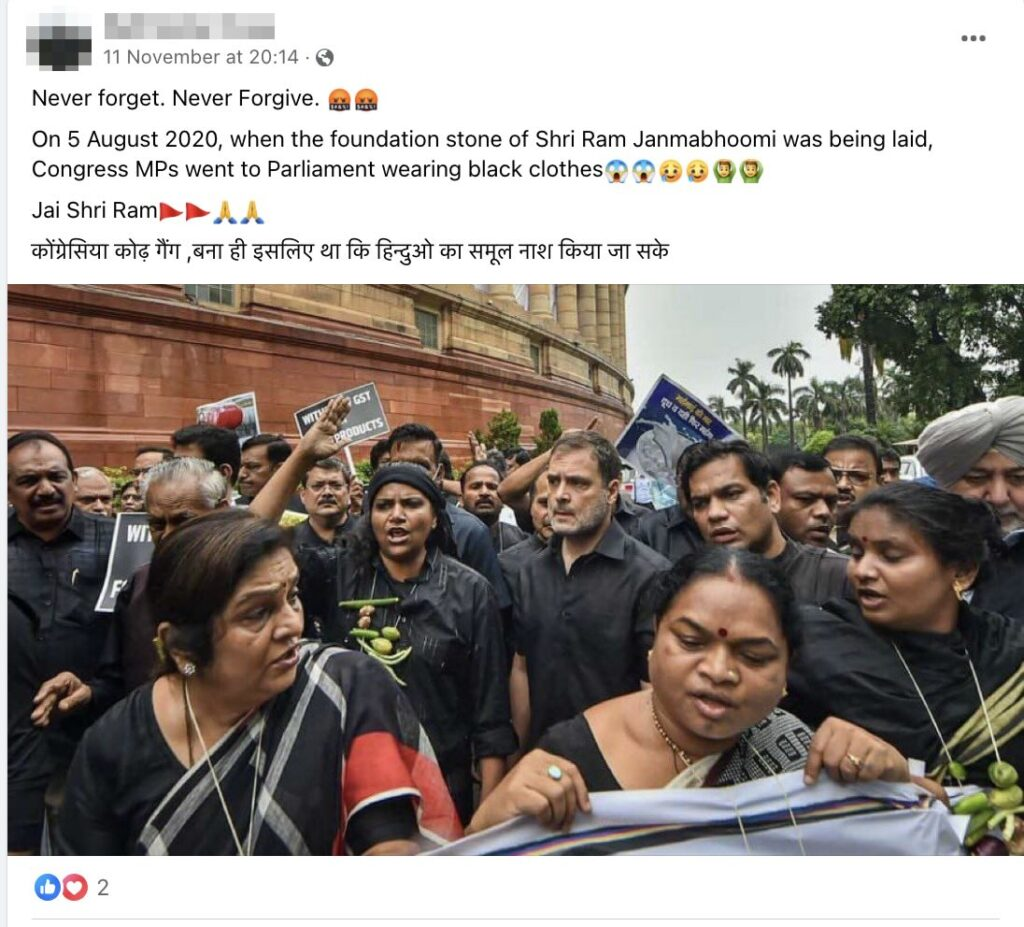 11 November at 20:14 ·
Never forget. Never Forgive. 🤬🤬
On 5 August 2020, when the foundation stone of Shri Ram Janmabhoomi was being laid,
Congress MPs went to Parliament wearing black clothes😱😱🥲🥲🙆‍♂️🙆‍♂️
Jai Shri Ram🚩🚩🙏🙏
कोंग्रेसिया कोढ़ गैंग ,बना ही इसलिए था कि हिन्दुओ का समूल नाश किया जा सके
GST
PRODUCTS
2